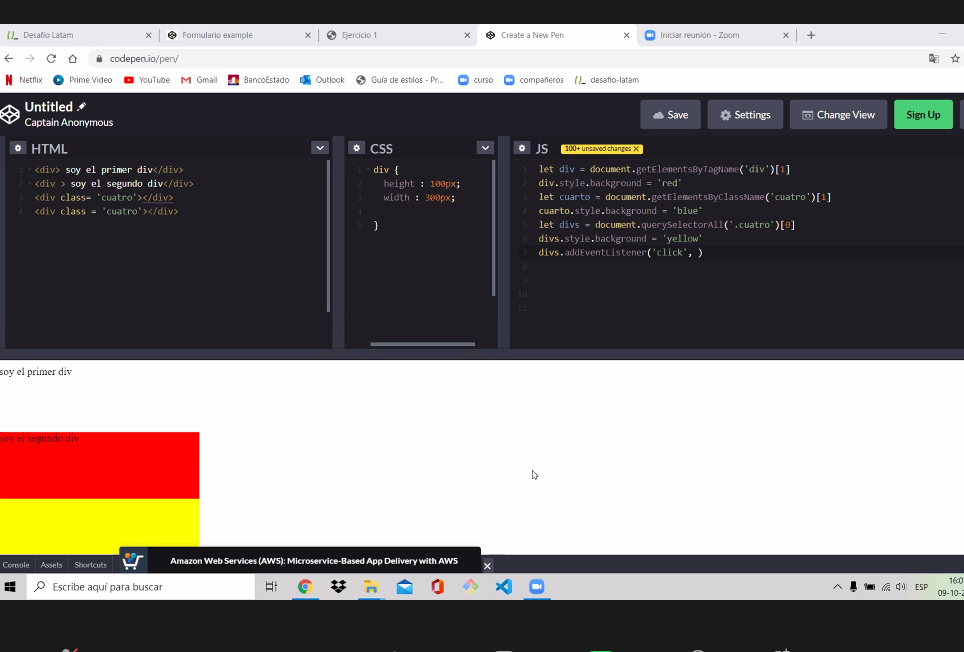 Desafío Latam
Formulario example
Ejercicio 1
Create a New Pen
Iniciar reunión - Zoom
codepen.io/pen/
Netflix
Prime Video
YouTube
Gmail
BancoEstado
Outlook
Guía de estilos - Pr...
curso
compañeros
desafio-latam
Untitled
Captain Anonymous
Save
Settings
Change View
Sign Up
HTML
1 <div> soy el primer div</div>
2 <div > soy el segundo div</div>
3 <div class= 'cuatro'></div>
4 <div class = 'cuatro'></div>
CSS
1 div {
2 height : 100px;
3 width : 300px;
4
5 }
JS
100+ unsaved changes X
1 let div = document.getElementsByTagName('div')[1]
2 div.style.background = 'red'
3 let cuarto = document.getElementsByClassName('cuatro')[1]
4 cuarto.style.background = 'blue'
5 let divs = document.querySelectorAll('.cuatro')[0]
6 divs.style.background = 'yellow'
7 divs.addEventListener('click', )
8
9
10
11
soy el primer div
soy el segundo div
Console
Assets
Shortcuts
Amazon Web Services (AWS): Microservice-Based App Delivery with AWS
Escribe aquí para buscar
ESP
16:0
09-10-2